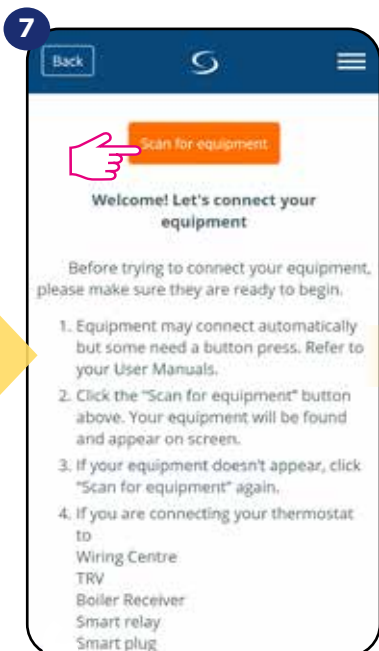 7
Back
Scan for equipment
Welcome! Let's connect your
equipment
Before trying to connect your equipment,
please make sure they are ready to begin.
1. Equipment may connect automatically
but some need a button press. Refer to
your User Manuals.
2. Click the "Scan for equipment" button
above. Your equipment will be found
and appear on screen.
3. If your equipment doesn't appear, click
"Scan for equipment" again.
4. If you are connecting your thermostat
to
Wiring Centre
TRV
Boiler Receiver
Smart relay
Smart plug